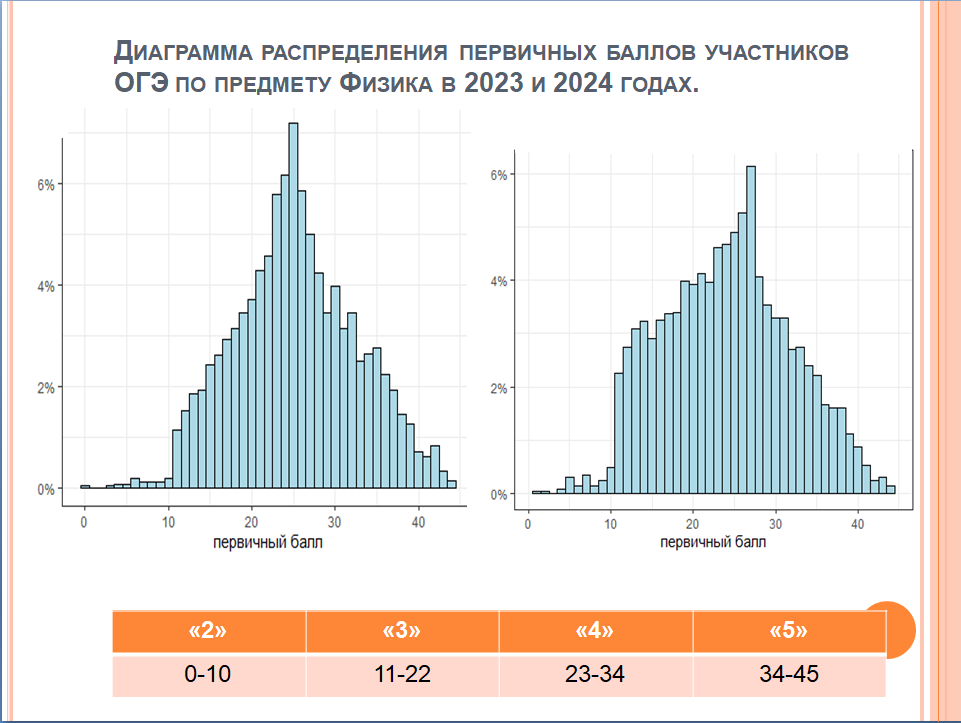 Диаграмма распределения первичных баллов участников
ОГЭ по предмету Физика в 2023 и 2024 годах.
6%
4%
2%
0%
0 10 20 30 40
первичный балл
6%
4%
2%
0%
0 10 20 30 40
первичный балл
«2» «3» «4» «5»
0-10 11-22 23-34 34-45